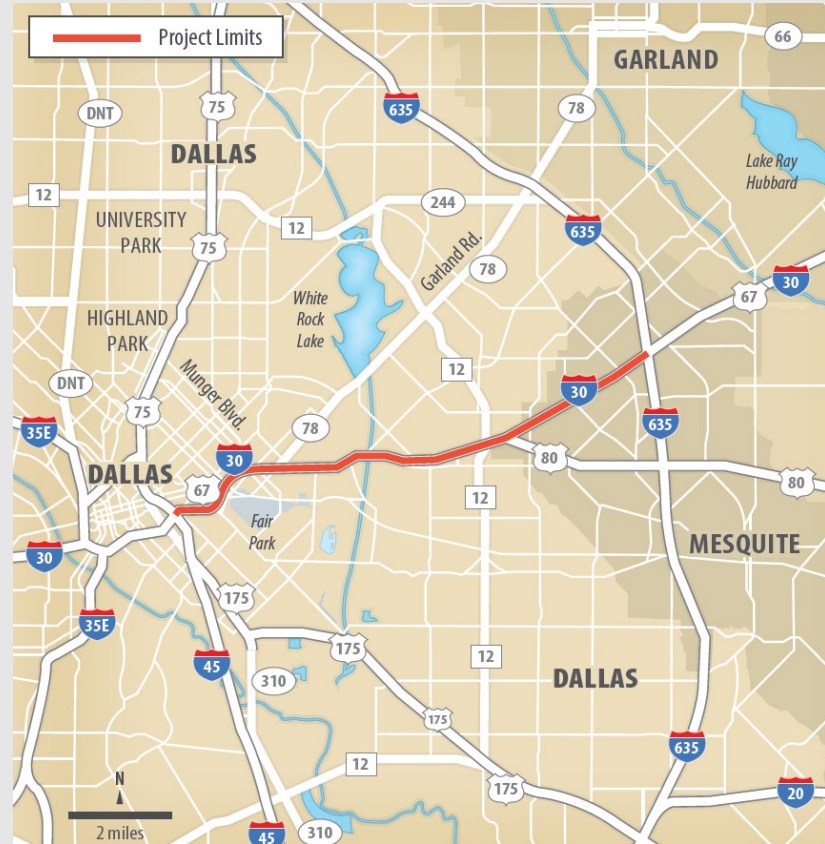 Project Limits
66
GARLAND
635
78
DNT
75
DALLAS
Lake Ray
Hubbard
12
244
UNIVERSITY
PARK
12
635
75
Garland Rd.
78
67
30
White
Rock
Lake
HIGHLAND
PARK
Munger Blvd.
12
30
DNT
75
635
35E
78
30
80
DALLAS
67
80
12
Fair
Park
MESQUITE
30
175
35E
175
12
45
310
DALLAS
175
635
12
N
2 miles
175
20
45
310